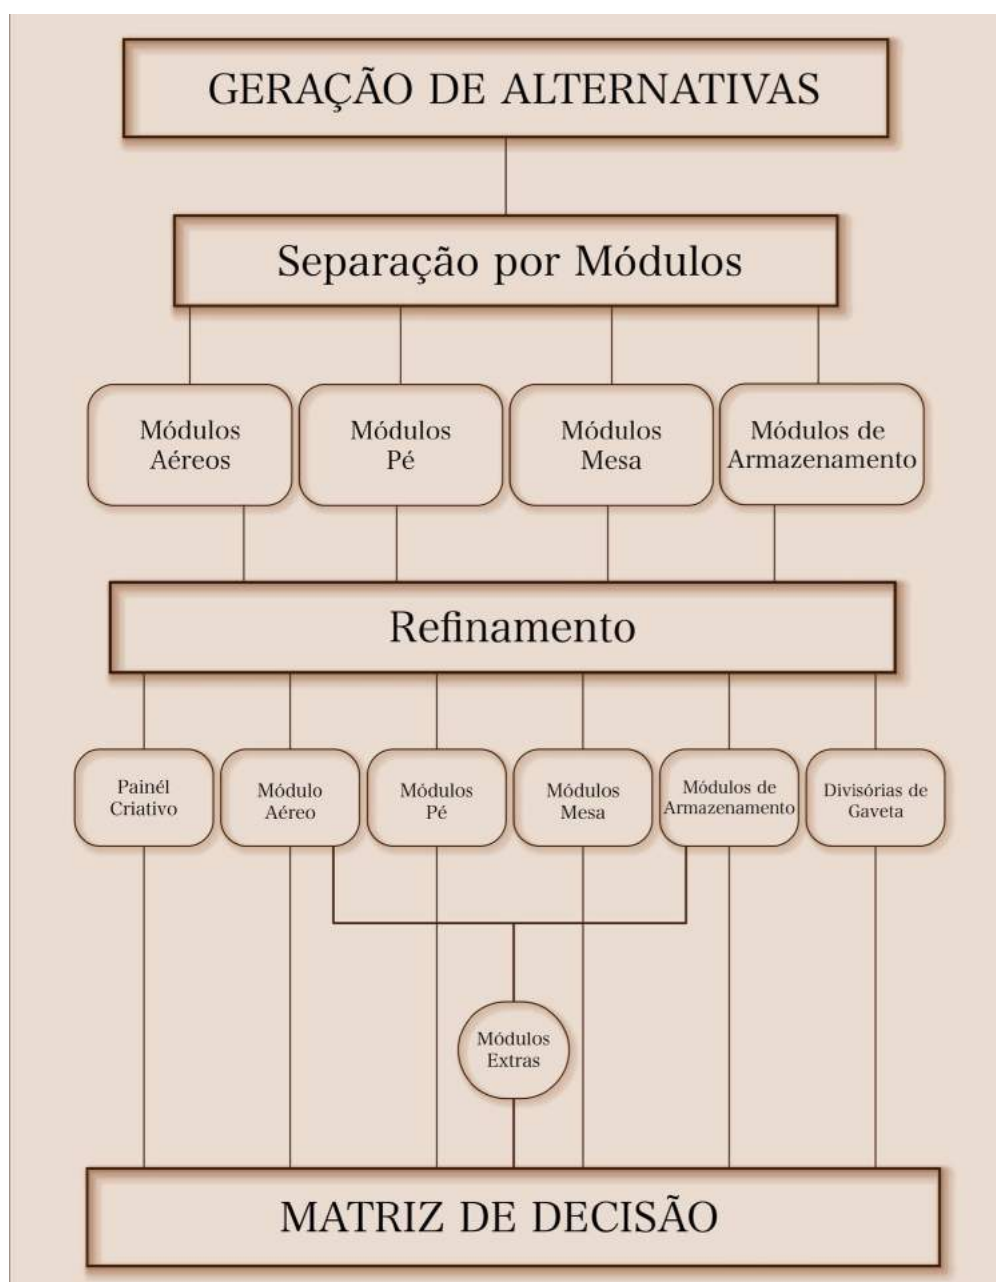 GERAÇÃO DE ALTERNATIVAS
Separação por Módulos
Módulos
Aéreos
Módulos
Pé
Módulos
Mesa
Módulos de
Armazenamento
Refinamento
Painél
Criativo
Módulo
Aéreo
Módulos
Pé
Módulos
Mesa
Módulos de
Armazenamento
Divisórias de
Gaveta
Módulos
Extras
MATRIZ DE DECISÃO